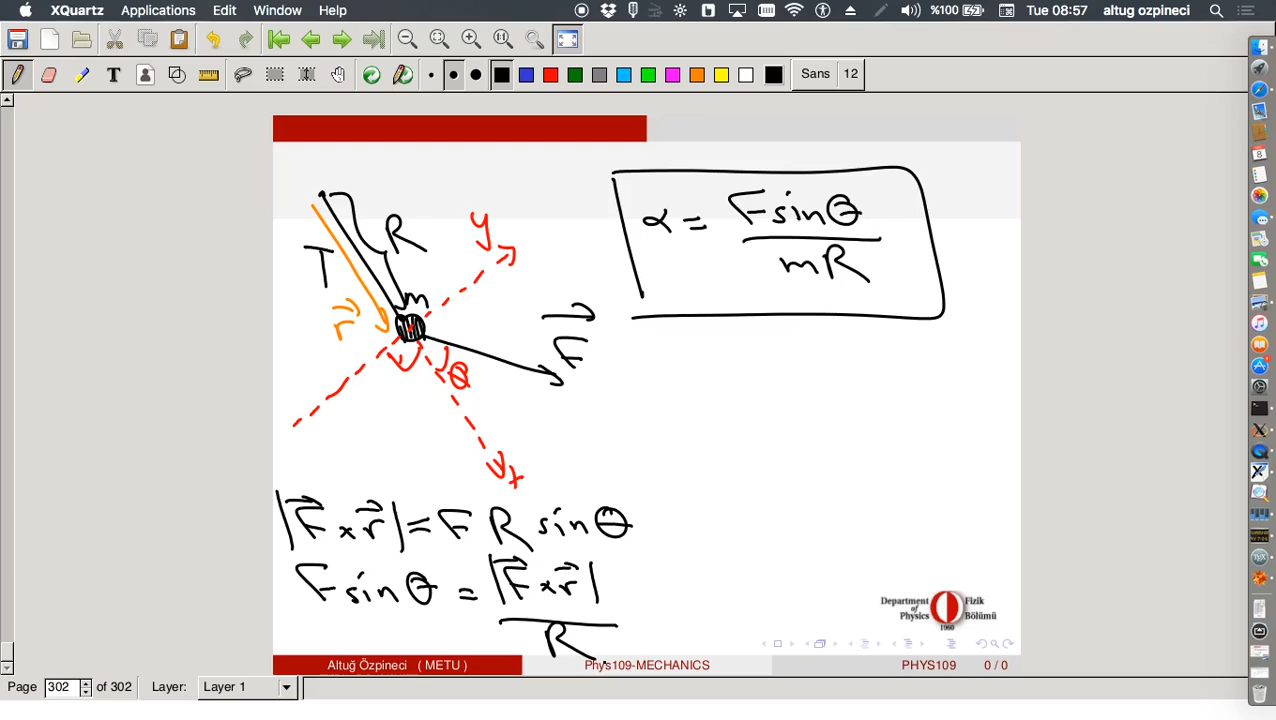 XQuartz Applications Edit Window Help %100 Tue 08:57 altug ozpineci
T Sans 12
α = F sinθ / mR
R
y
T
m
r⃗
F⃗
θ
x
|F⃗ × r⃗| = F R sinθ
F sinθ = |F⃗ × r⃗| / R
Department of Physics
Fizik Bölümü
1960
Altuğ Özpineci ( METU ) Phys109-MECHANICS PHYS109 0 / 0
Page 302 of 302 Layer: Layer 1